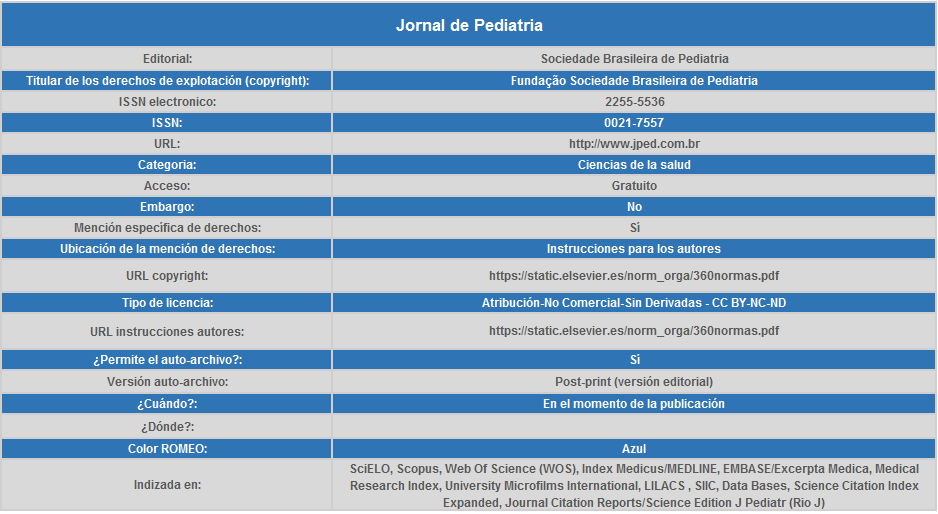 Jornal de Pediatria
Editorial: Sociedade Brasileira de Pediatria
Titular de los derechos de explotación (copyright): Fundação Sociedade Brasileira de Pediatria
ISSN electronico: 2255-5536
ISSN: 0021-7557
URL: http://www.jped.com.br
Categoria: Ciencias de la salud
Acceso: Gratuito
Embargo: No
Mención específica de derechos: Sí
Ubicación de la mención de derechos: Instrucciones para los autores
URL copyright: https://static.elsevier.es/norm_orga/360normas.pdf
Tipo de licencia: Atribución-No Comercial-Sin Derivadas - CC BY-NC-ND
URL instrucciones autores: https://static.elsevier.es/norm_orga/360normas.pdf
¿Permite el auto-archivo?: Sí
Versión auto-archivo: Post-print (versión editorial)
¿Cuándo?: En el momento de la publicación
¿Dónde?:
Color ROMEO: Azul
Indizada en: SciELO, Scopus, Web Of Science (WOS), Index Medicus/MEDLINE, EMBASE/Excerpta Medica, Medical
Research Index, University Microfilms International, LILACS , SIIC, Data Bases, Science Citation Index
Expanded, Journal Citation Reports/Science Edition J Pediatr (Rio J)